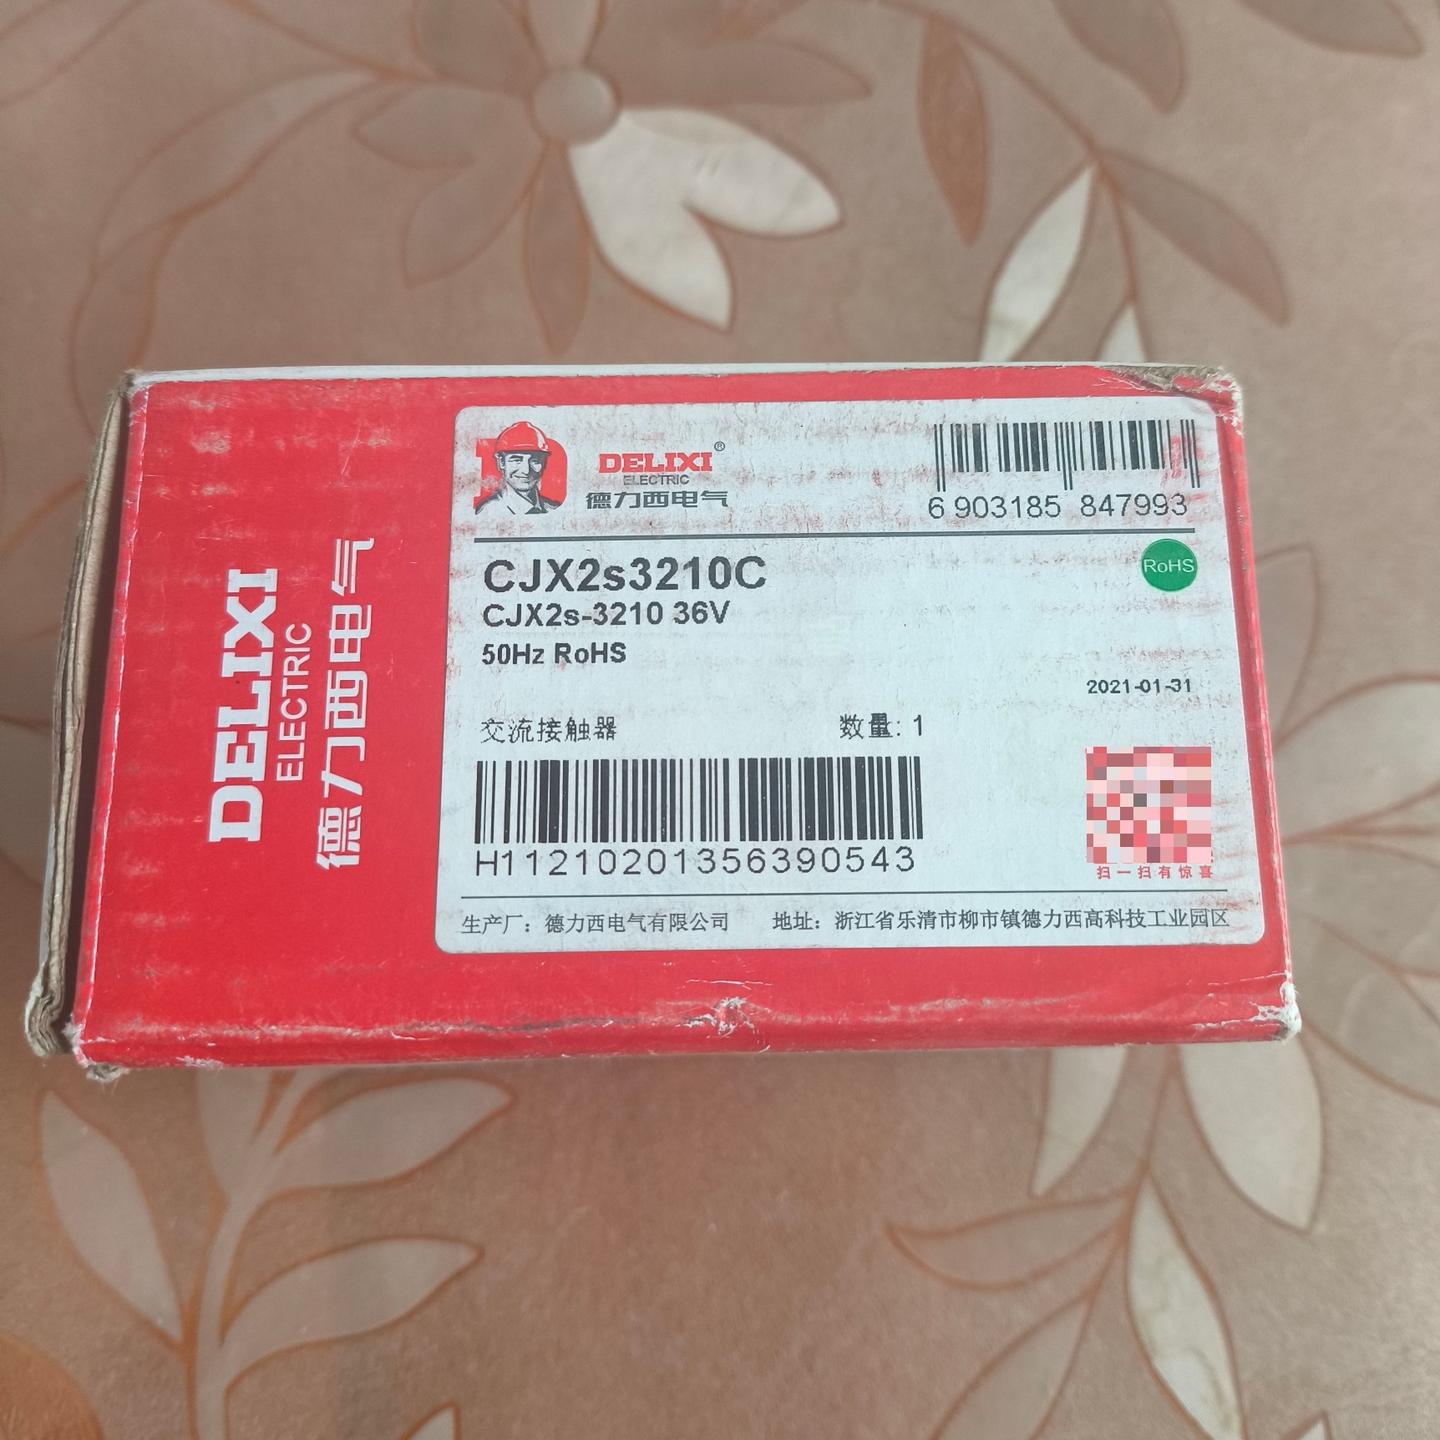 DELIXI
ELECTRIC
德力西电气
DELIXI®
ELECTRIC
德力西电气
6 903185 847993
CJX2s3210C
RoHS
CJX2s-3210 36V
50Hz RoHS
2021-01-31
交流接触器 数量: 1
H1121020135639054​3
扫一扫有惊喜
生产厂: 德力西电气有限公司 地址: 浙江省乐清市柳市镇德力西高科技工业园区